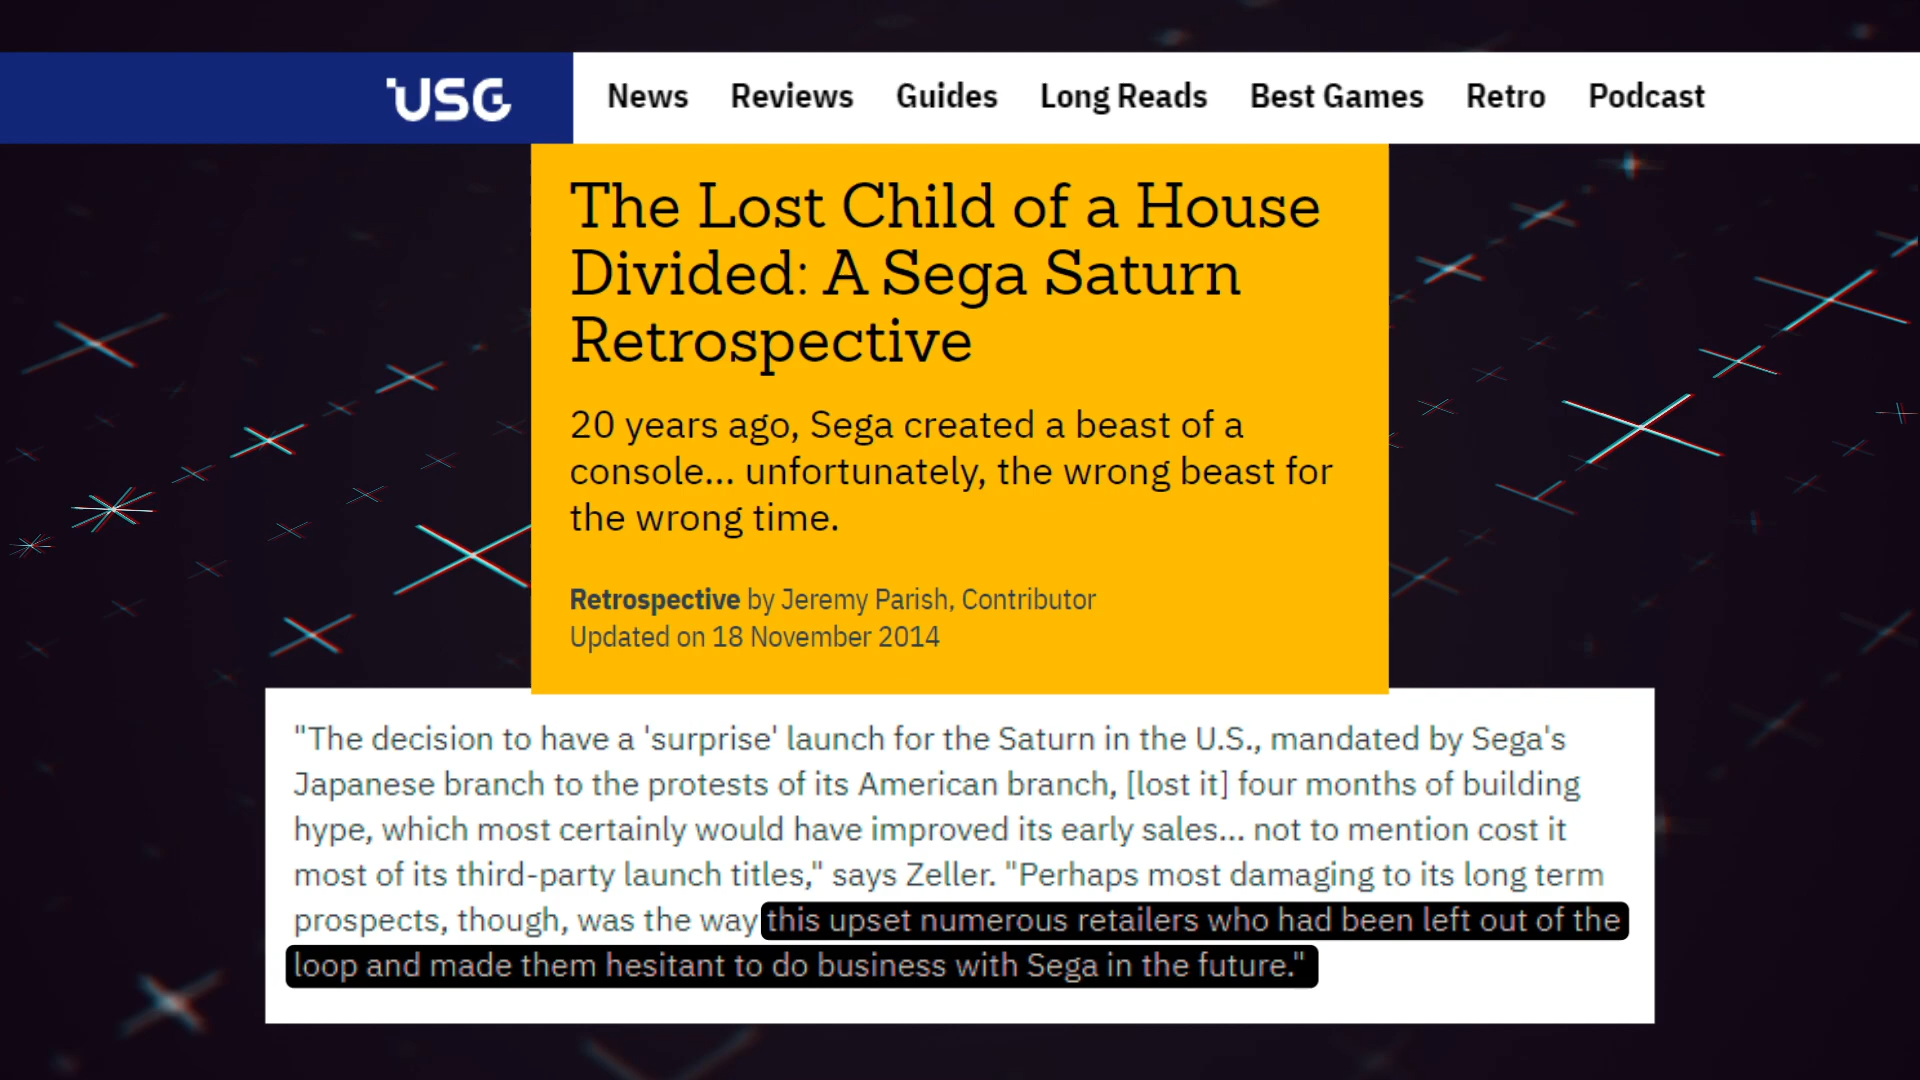 USG
News Reviews Guides Long Reads Best Games Retro Podcast
The Lost Child of a House
Divided: A Sega Saturn
Retrospective
20 years ago, Sega created a beast of a
console... unfortunately, the wrong beast for
the wrong time.
Retrospective by Jeremy Parish, Contributor
Updated on 18 November 2014
"The decision to have a 'surprise' launch for the Saturn in the U.S., mandated by Sega's
Japanese branch to the protests of its American branch, [lost it] four months of building
hype, which most certainly would have improved its early sales... not to mention cost it
most of its third-party launch titles," says Zeller. "Perhaps most damaging to its long term
prospects, though, was the way this upset numerous retailers who had been left out of the
loop and made them hesitant to do business with Sega in the future."